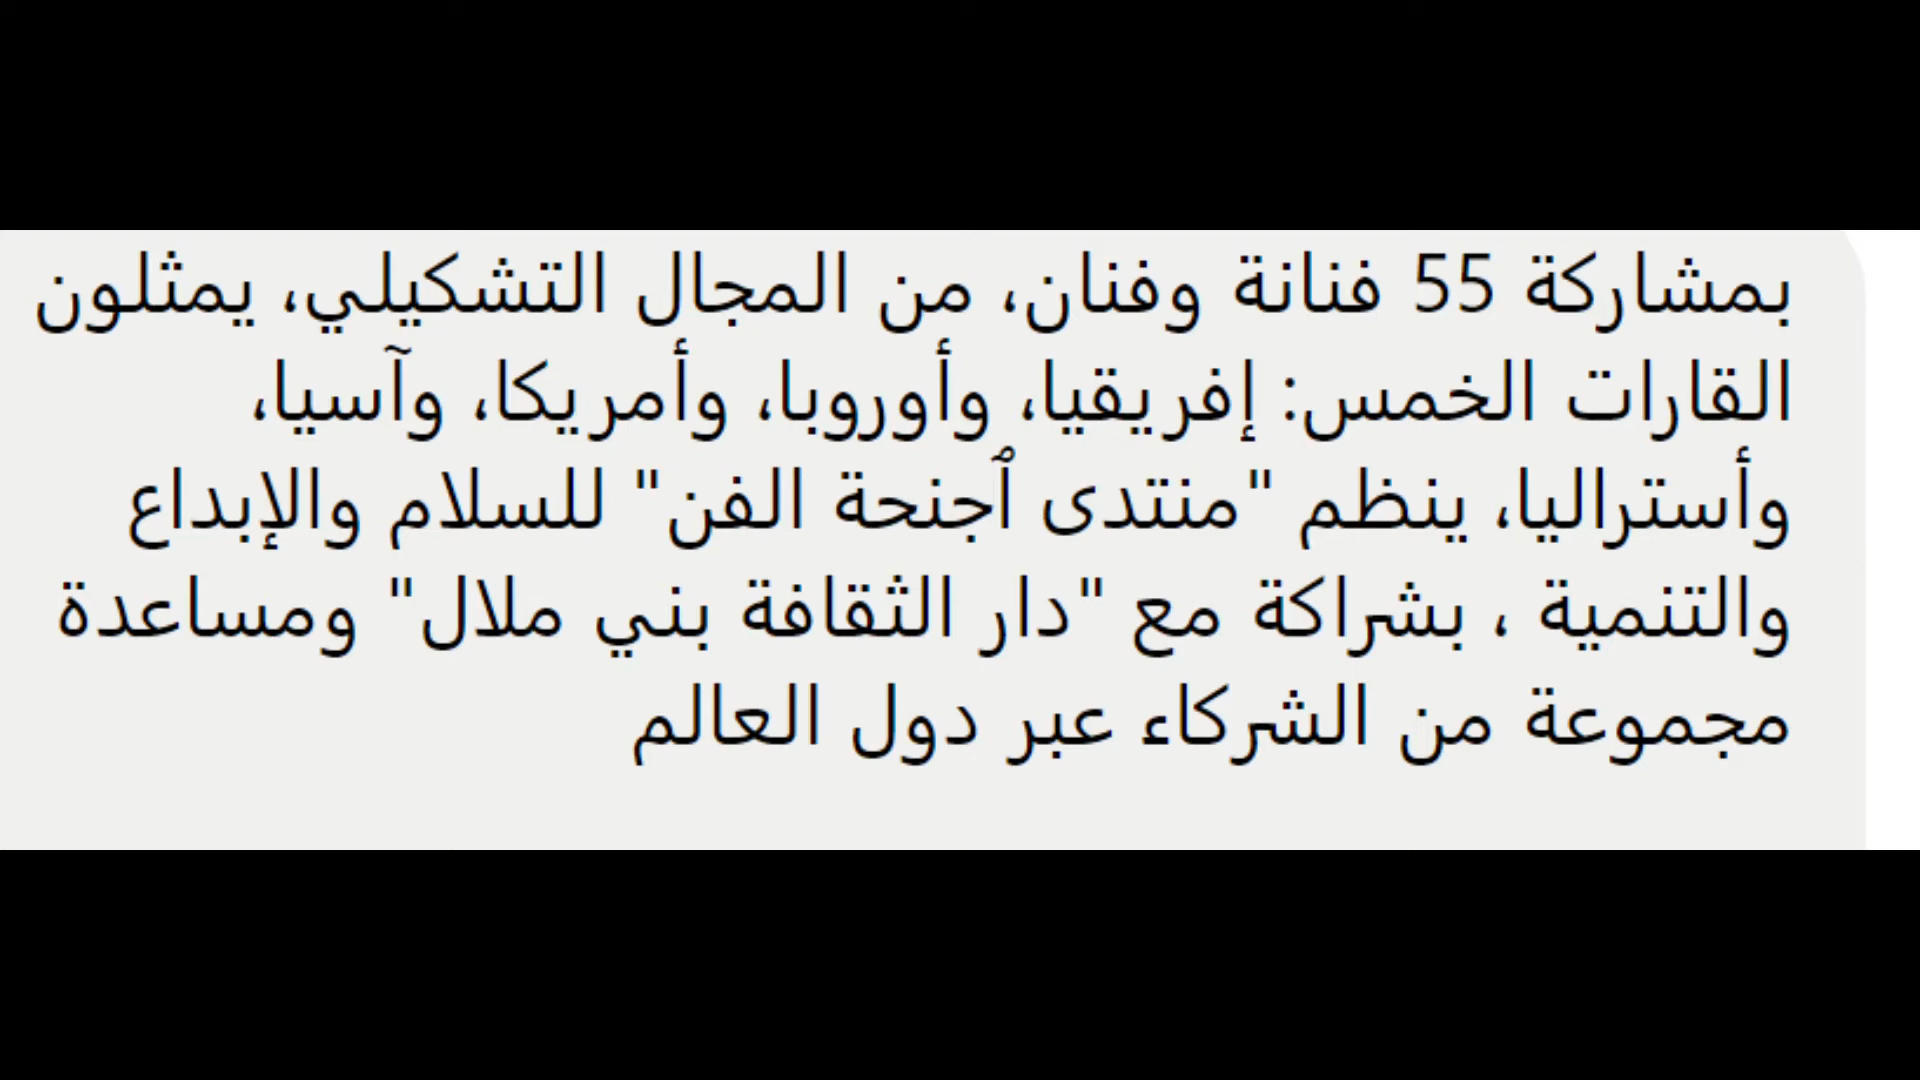 بمشاركة 55 فنانة وفنان، من المجال التشكيلي، يمثلون
القارات الخمس: إفريقيا، وأوروبا، وأمريكا، وآسيا،
وأستراليا، ينظم "منتدى ٱجنحة الفن" للسلام والإبداع
والتنمية ، بشراكة مع "دار الثقافة بني ملال" ومساعدة
مجموعة من الشركاء عبر دول العالم